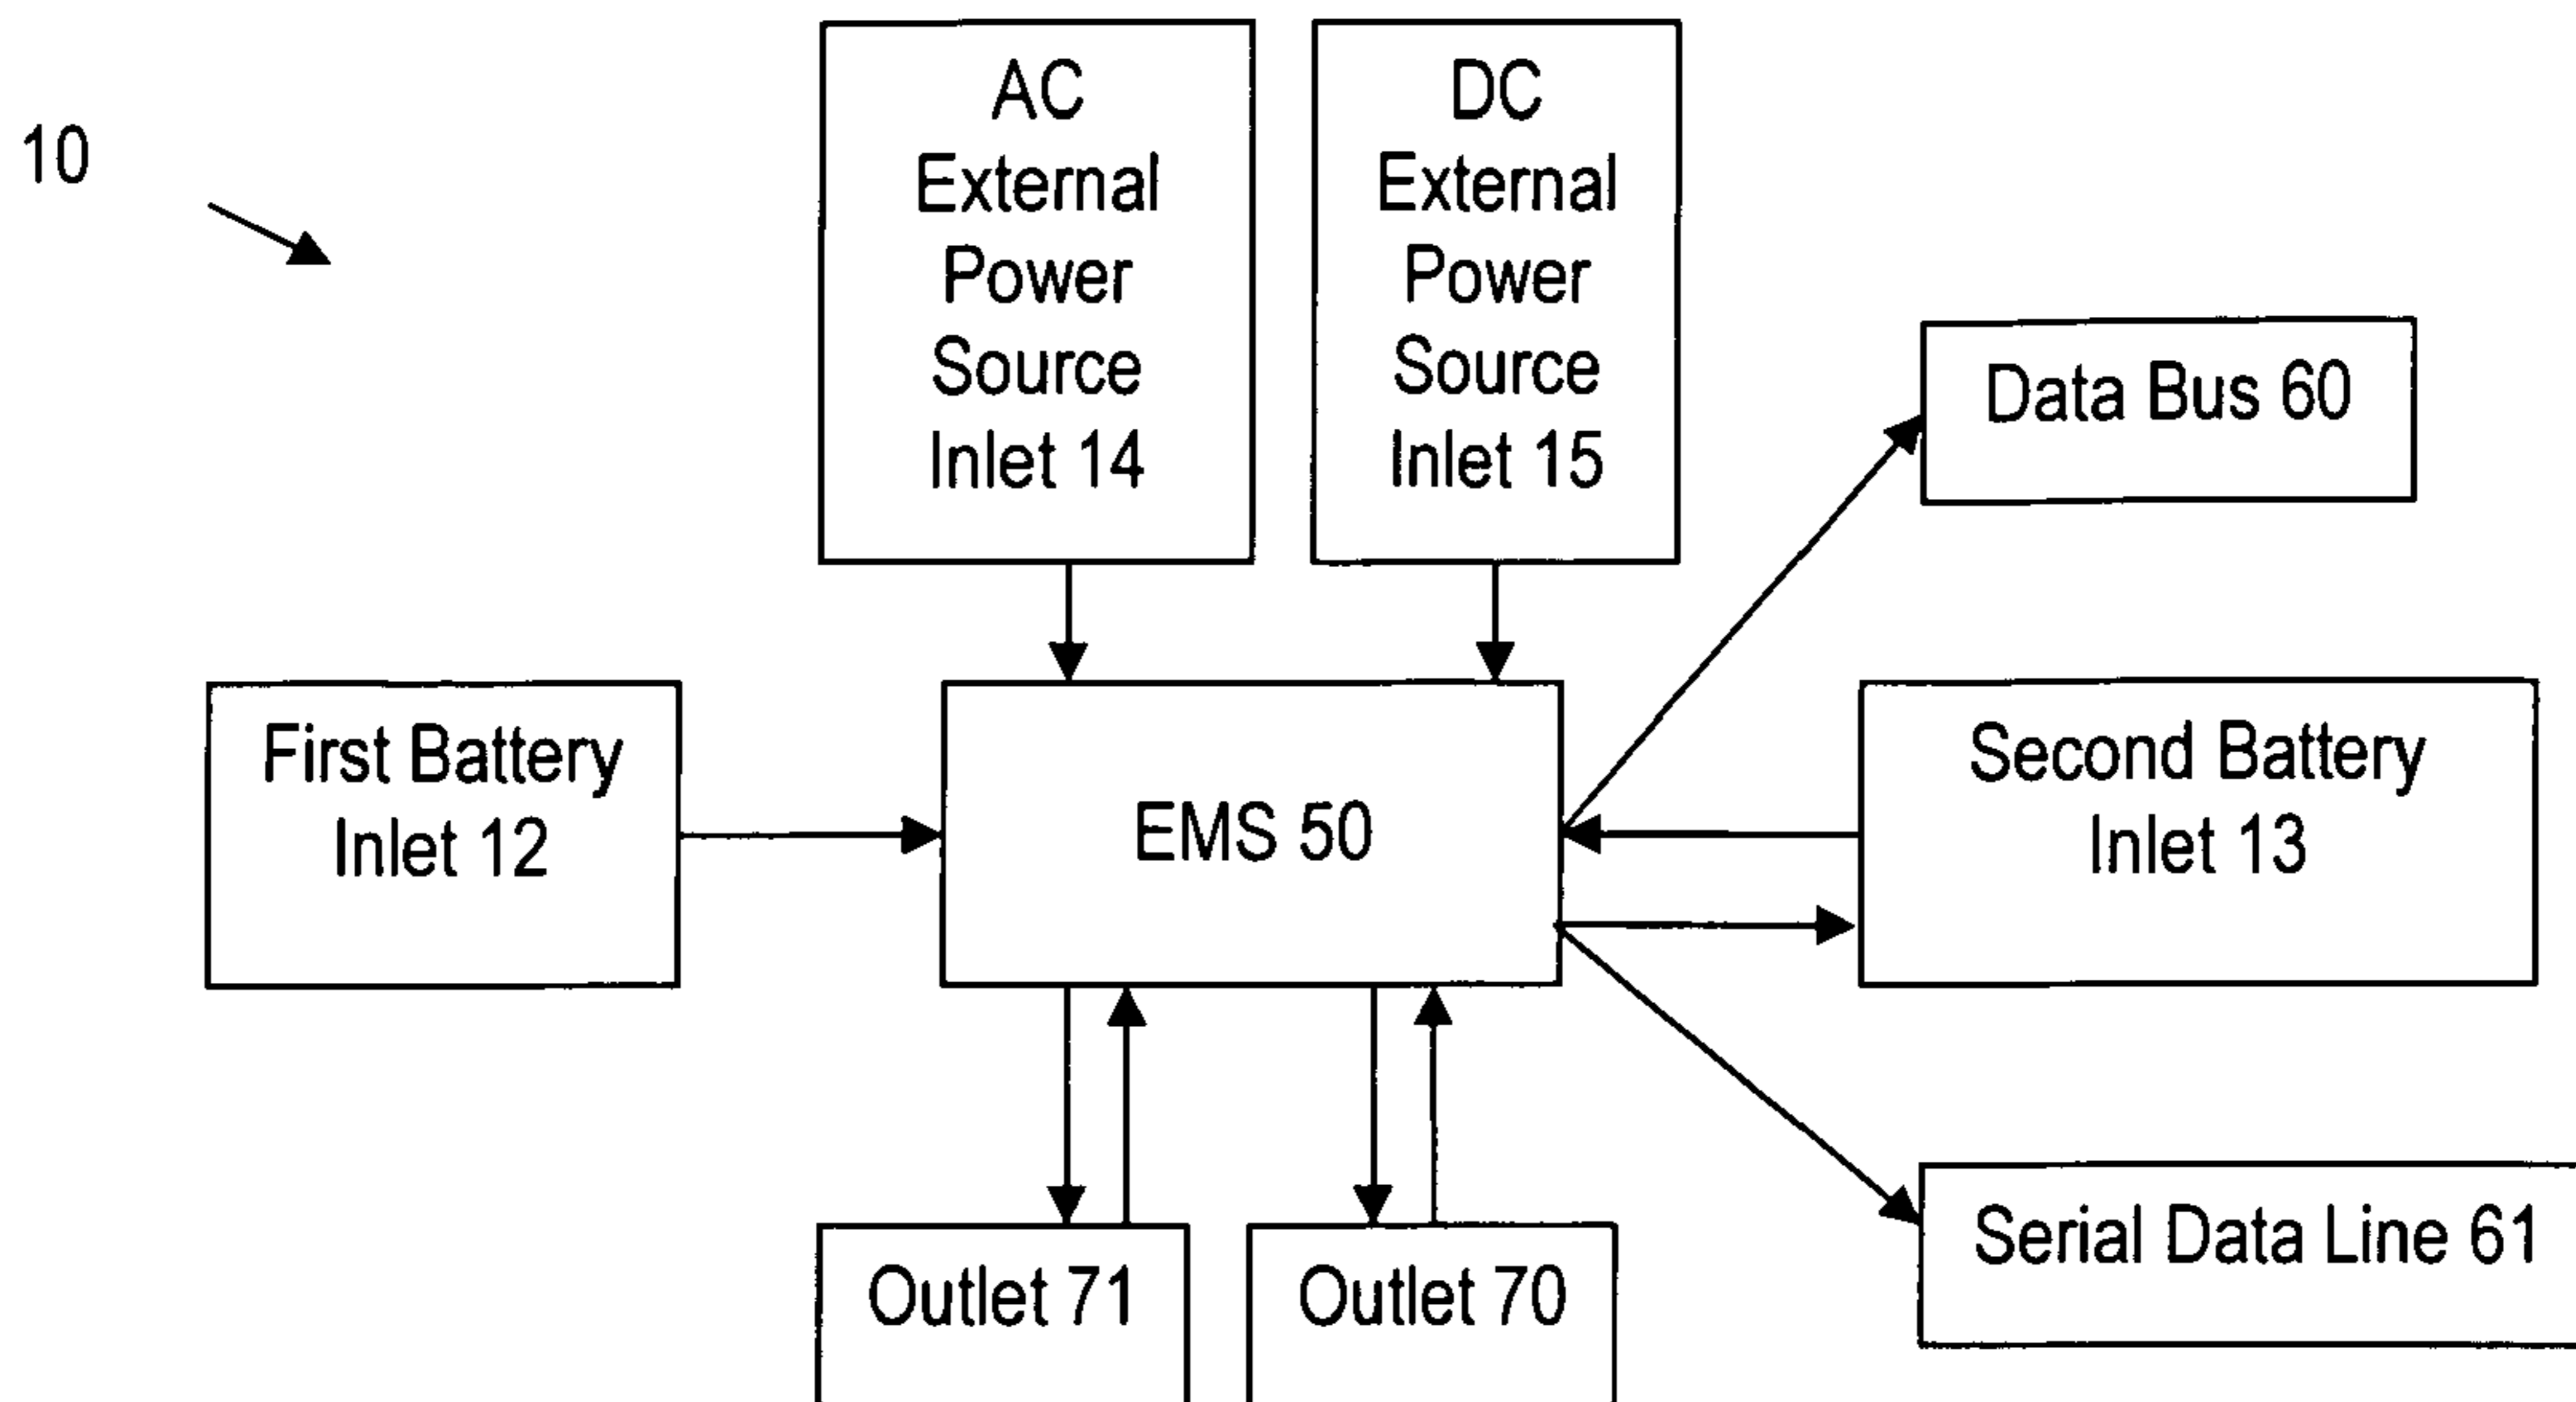 10
AC
External
Power
Source
Inlet 14
DC
External
Power
Source
Inlet 15
Data Bus 60
First Battery
Inlet 12
EMS 50
Second Battery
Inlet 13
Outlet 71
Outlet 70
Serial Data Line 61